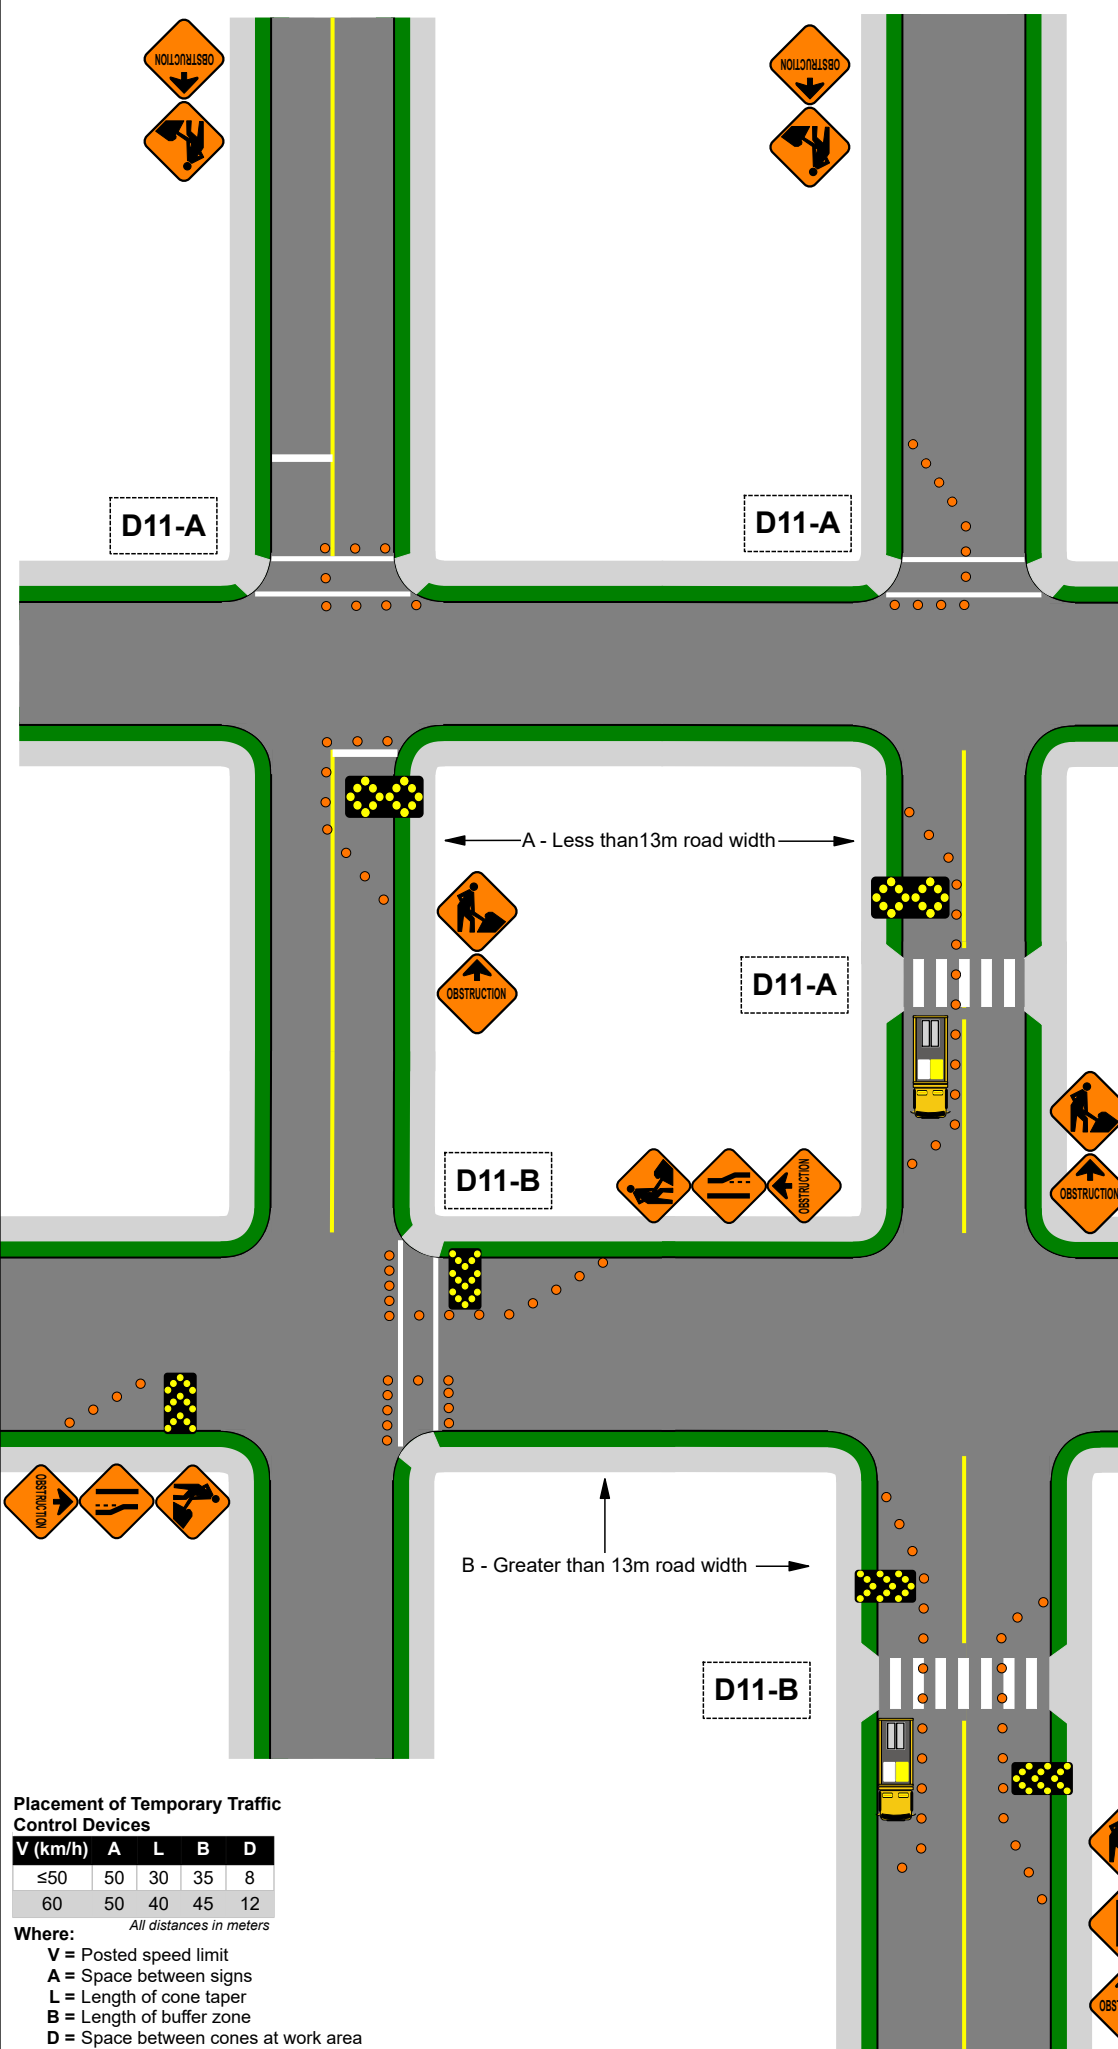 OBSTRUCTION
OBSTRUCTION
D11-A
D11-A
A - Less than13m road width
OBSTRUCTION
D11-A
D11-B
OBSTRUCTION
OBSTRUCTION
OBSTRUCTION
B - Greater than 13m road width
D11-B
Placement of Temporary Traffic
Control Devices
V (km/h) A L B D
≤50 50 30 35 8
60 50 40 45 12
All distances in meters
Where:
V = Posted speed limit
A = Space between signs
L = Length of cone taper
B = Length of buffer zone
D = Space between cones at work area